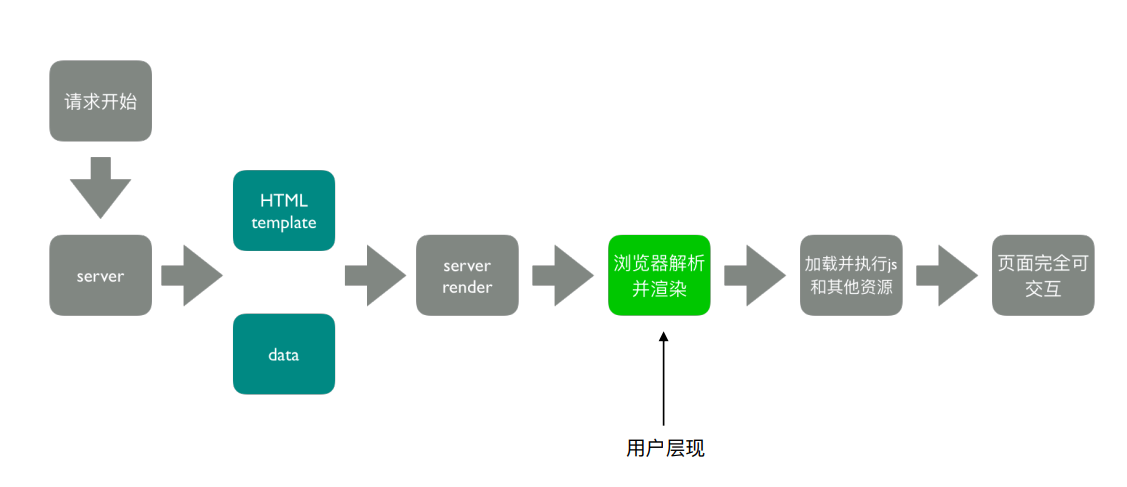 请求开始
server
HTML
template
data
server
render
浏览器解析
并渲染
加载并执行js
和其他资源
页面完全可
交互
用户层现